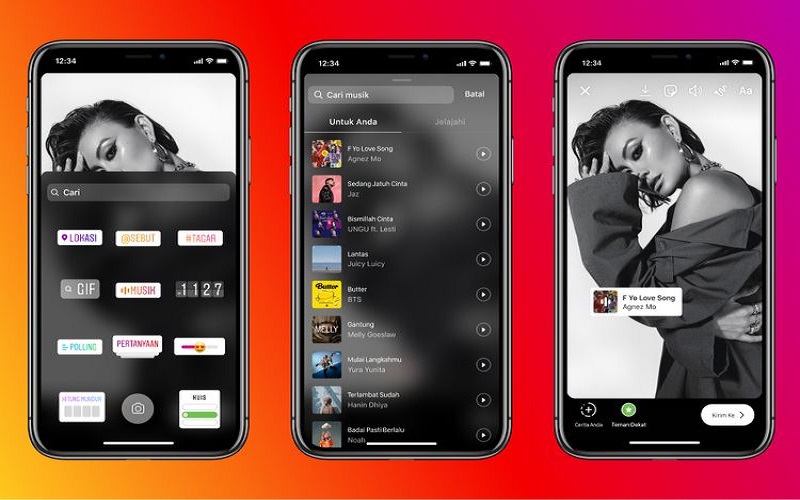 12:34
Cari
LOKASI
@SEBUT
#TAGAR
GIF
MUSIK
1127
POLLING
PERTANYAAN
HITUNG MUNDUR
KUIS
12:34
Cari musik
Batal
Untuk Anda
Jelajahi
F Yo Love Song
Agnez Mo
Sedang Jatuh Cinta
Jaz
Bismillah Cinta
UNGU ft. Lesti
Lantas
Juicy Luicy
Butter
Butter
BTS
MELLY
Gantung
Melly Goeslaw
Mulai Langkahmu
Yura Yunita
Terlambat Sudah
Hanin Dhiya
Badai Pasti Berlalu
Noah
12:34
Aa
F Yo Love Song
Agnez Mo
Cerita Anda
Teman Dekat
Kirim Ke